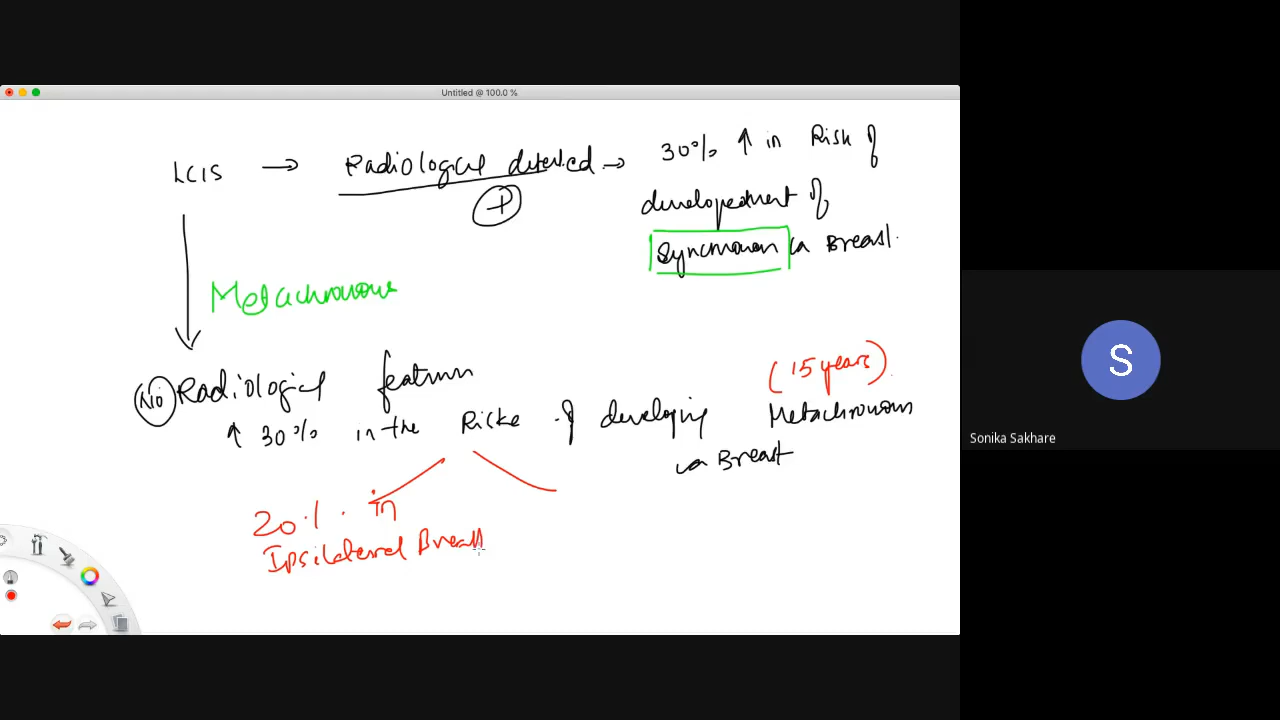 Untitled @ 100.0 %
LCIS → Radiological detected → 30% ↑ in Risk of
+
development of
Synchronous Ca Breast.
Metachronous
No Radiological features
(15 years)
↑ 30% in the Riske of developing Metachronous
Ca Breast
20% in
Ipsilateral Breast
S
Sonika Sakhare